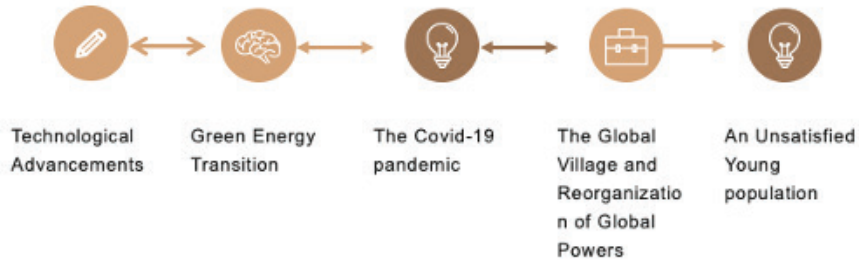 Technological
Advancements
Green Energy
Transition
The Covid-19
pandemic
The Global
Village and
Reorganizatio
n of Global
Powers
An Unsatisfied
Young
population